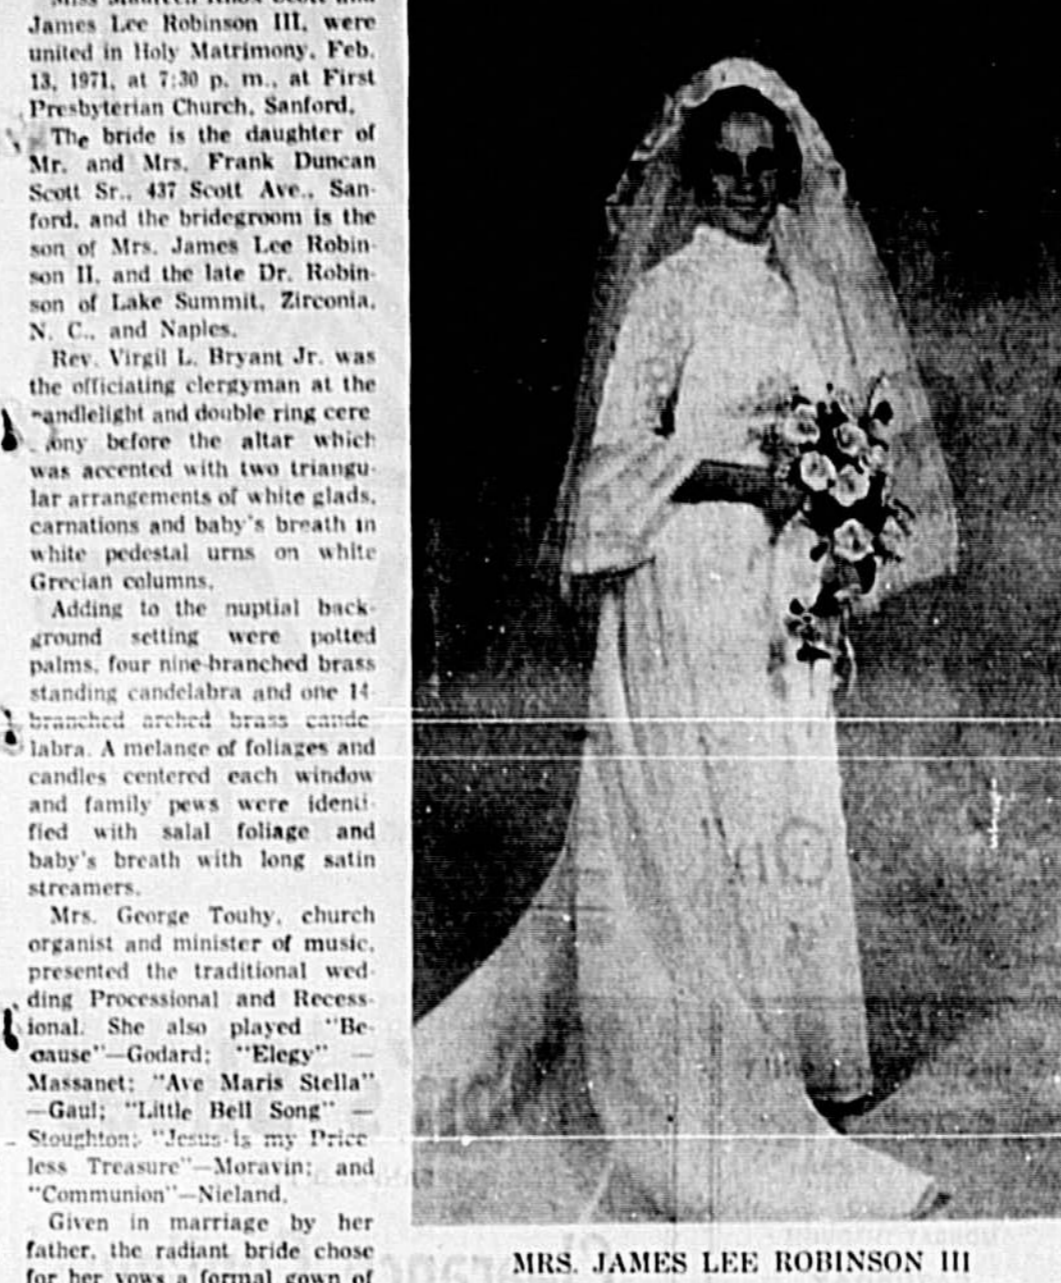 Miss Maureen Knox Scott and
James Lee Robinson III, were
united in Holy Matrimony, Feb.
13, 1971, at 7:30 p. m., at First
Presbyterian Church, Sanford.
The bride is the daughter of
Mr. and Mrs. Frank Duncan
Scott Sr., 437 Scott Ave., San-
ford, and the bridegroom is the
son of Mrs. James Lee Robin-
son II, and the late Dr. Robin-
son of Lake Summit, Zirconia,
N. C., and Naples.
Rev. Virgil L. Bryant Jr. was
the officiating clergyman at the
andlelight and double ring cere
ony before the altar which
was accented with two triangu-
lar arrangements of white glads,
carnations and baby's breath in
white pedestal urns on white
Grecian columns.
Adding to the nuptial back-
ground setting were potted
palms, four nine-branched brass
standing candelabra and one 14-
branched arched brass cande
labra. A melange of foliages and
candles centered each window
and family pews were identi-
fied with salal foliage and
baby's breath with long satin
streamers.
Mrs. George Touhy, church
organist and minister of music,
presented the traditional wed-
ding Processional and Recess-
ional. She also played "Be-
cause"—Godard; "Elegy" —
Massanet; "Ave Maris Stella"
—Gaul; "Little Bell Song" —
Stoughton; "Jesus is my Price
less Treasure"—Moravin; and
"Communion"—Nieland.
Given in marriage by her
father, the radiant bride chose
for her vows a formal gown of
MRS. JAMES LEE ROBINSON III